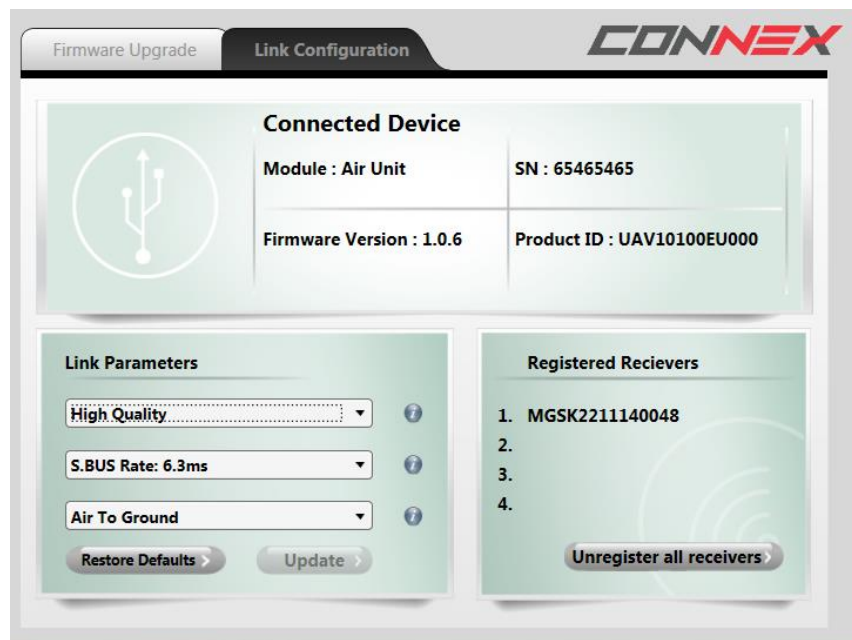 Firmware Upgrade
Link Configuration
CONNEX
Connected Device
Module : Air Unit
SN : 65465465
Firmware Version : 1.0.6
Product ID : UAV10100EU000
Link Parameters
High Quality
S.BUS Rate: 6.3ms
Air To Ground
Restore Defaults
Update
Registered Recievers
1. MGSK2211140048
2.
3.
4.
Unregister all receivers